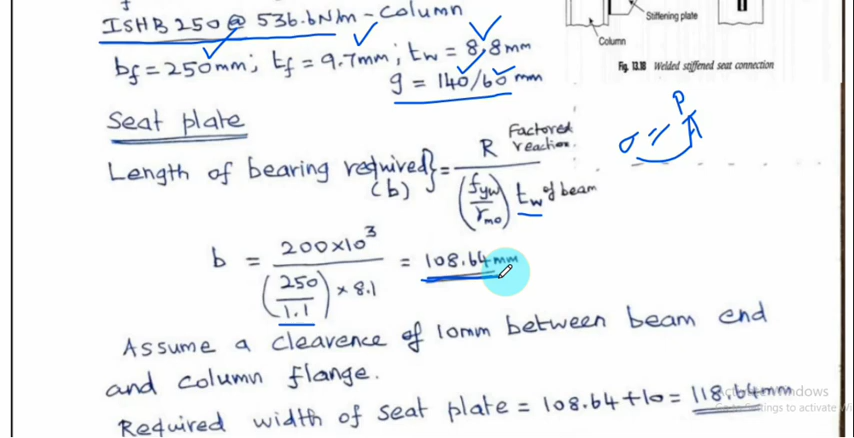 ISHB 250 @ 536.6N/m - Column
Stiffening plate
Column
bf = 250mm; tf = 9.7mm; tw = 8.8mm
g = 140/60 mm
Fig. 13.18 Welded stiffened seat connection
σ = P/A
Seat plate
Length of bearing required} (b) = R Factored reaction / (fyw/γmo) tw of beam
b = 200×10³ / (250/1.1) × 8.1 = 108.64mm
Assume a clearence of 10mm between beam end
and column flange.
Required width of seat plate = 108.64+10 = 118.64mm